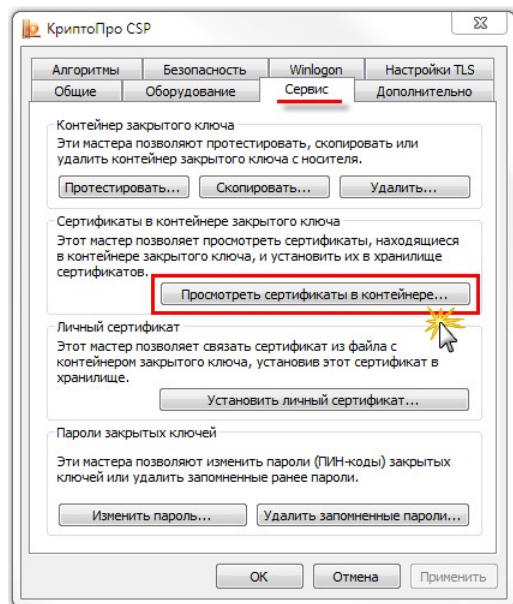 КриптоПро CSP
Алгоритмы Безопасность Winlogon Настройки TLS
Общие Оборудование Сервис Дополнительно
Контейнер закрытого ключа
Эти мастера позволяют протестировать, скопировать или
удалить контейнер закрытого ключа с носителя.
Протестировать... Скопировать... Удалить...
Сертификаты в контейнере закрытого ключа
Этот мастер позволяет просмотреть сертификаты, находящиеся
в контейнере закрытого ключа, и установить их в хранилище
сертификатов.
Просмотреть сертификаты в контейнере...
Личный сертификат
Этот мастер позволяет связать сертификат из файла с
контейнером закрытого ключа, установив этот сертификат в
хранилище.
Установить личный сертификат...
Пароли закрытых ключей
Эти мастера позволяют изменить пароли (ПИН-коды) закрытых
ключей или удалить запомненные ранее пароли.
Изменить пароль... Удалить запомненные пароли...
ОК Отмена Применить